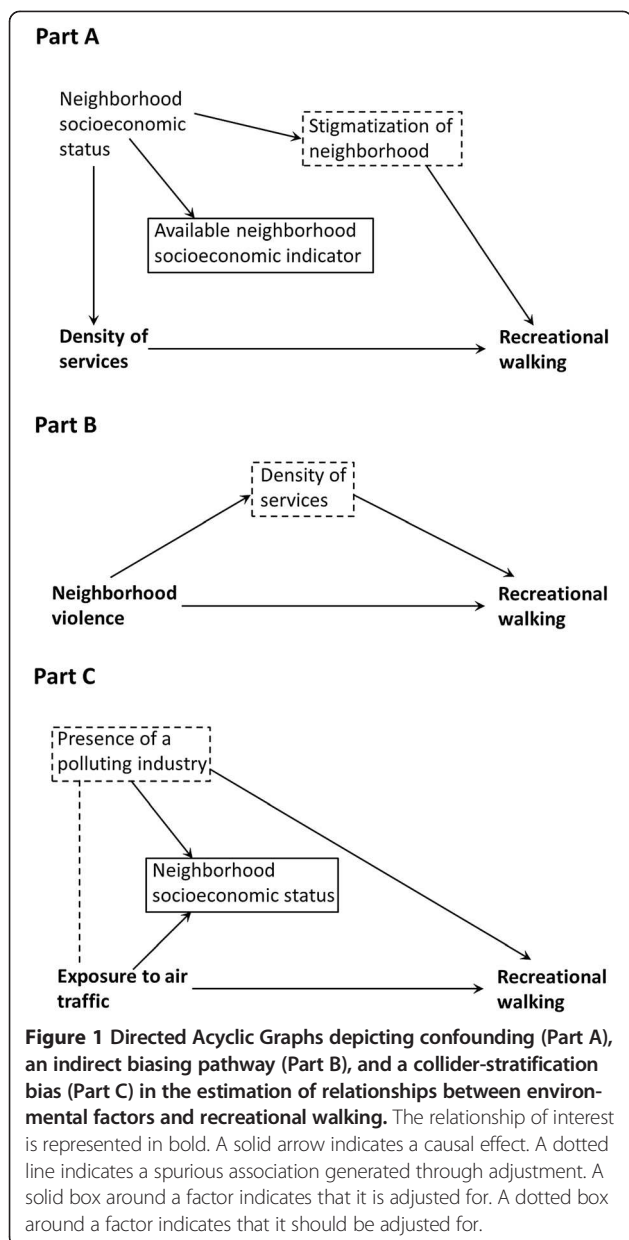 Part A
Neighborhood
socioeconomic
status
Stigmatization of
neighborhood
Available neighborhood
socioeconomic indicator
Density of
services
Recreational
walking
Part B
Density of
services
Neighborhood
violence
Recreational
walking
Part C
Presence of a
polluting industry
Neighborhood
socioeconomic status
Exposure to air
traffic
Recreational
walking
Figure 1 Directed Acyclic Graphs depicting confounding (Part A),
an indirect biasing pathway (Part B), and a collider-stratification
bias (Part C) in the estimation of relationships between environ-
mental factors and recreational walking. The relationship of interest
is represented in bold. A solid arrow indicates a causal effect. A dotted
line indicates a spurious association generated through adjustment. A
solid box around a factor indicates that it is adjusted for. A dotted box
around a factor indicates that it should be adjusted for.